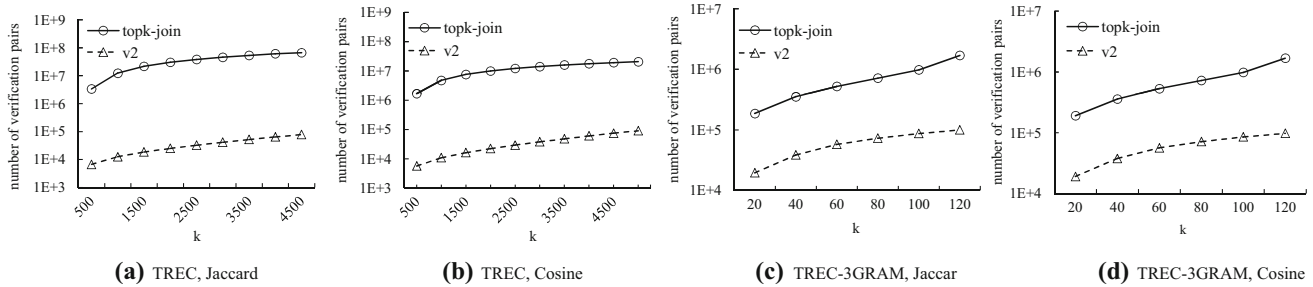 number of verification pairs
1E+9
1E+8
1E+7
1E+6
1E+5
1E+4
1E+3
topk-join
v2
500
1500
2500
3500
4500
k
(a) TREC, Jaccard
number of verification pairs
1E+9
1E+8
1E+7
1E+6
1E+5
1E+4
1E+3
topk-join
v2
500
1500
2500
3500
4500
k
(b) TREC, Cosine
number of verification pairs
1E+7
1E+6
1E+5
1E+4
topk-join
v2
20 40 60 80 100 120
k
(c) TREC-3GRAM, Jaccar
number of verification pairs
1E+7
1E+6
1E+5
1E+4
topk-join
v2
20 40 60 80 100 120
k
(d) TREC-3GRAM, Cosine